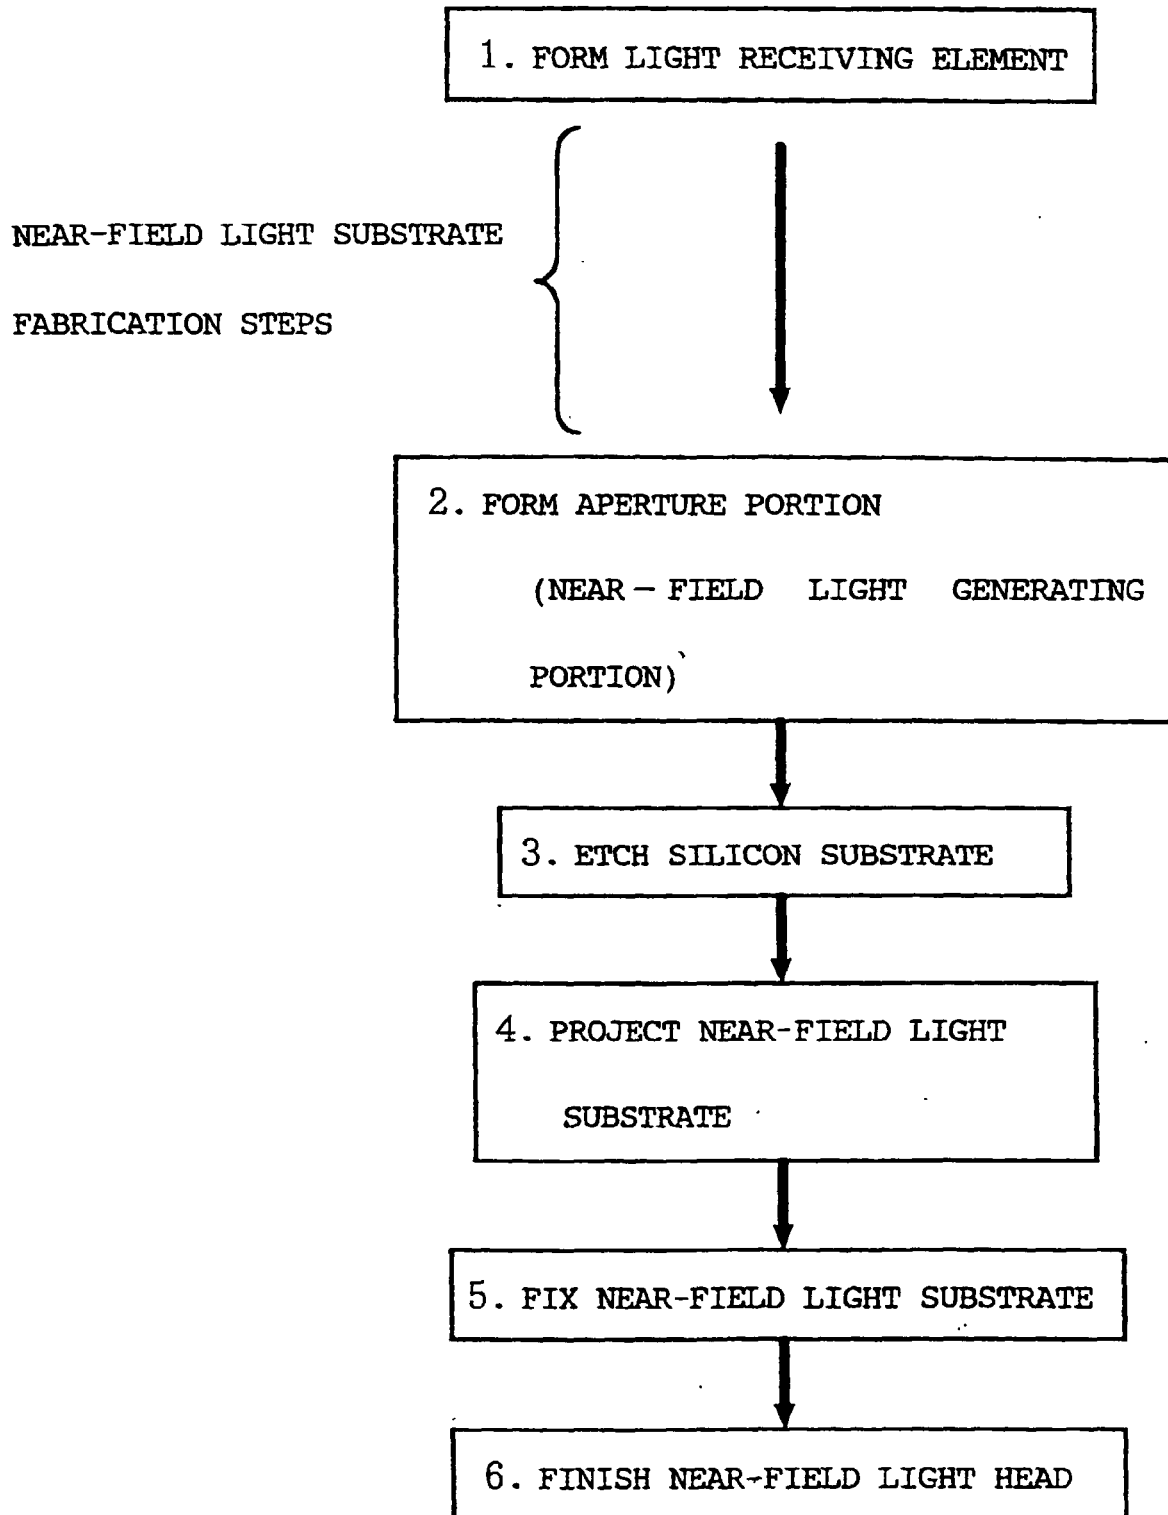 1. FORM LIGHT RECEIVING ELEMENT
NEAR-FIELD LIGHT SUBSTRATE
FABRICATION STEPS
2. FORM APERTURE PORTION
(NEAR-FIELD LIGHT GENERATING
PORTION)
3. ETCH SILICON SUBSTRATE
4. PROJECT NEAR-FIELD LIGHT
SUBSTRATE
5. FIX NEAR-FIELD LIGHT SUBSTRATE
6. FINISH NEAR-FIELD LIGHT HEAD